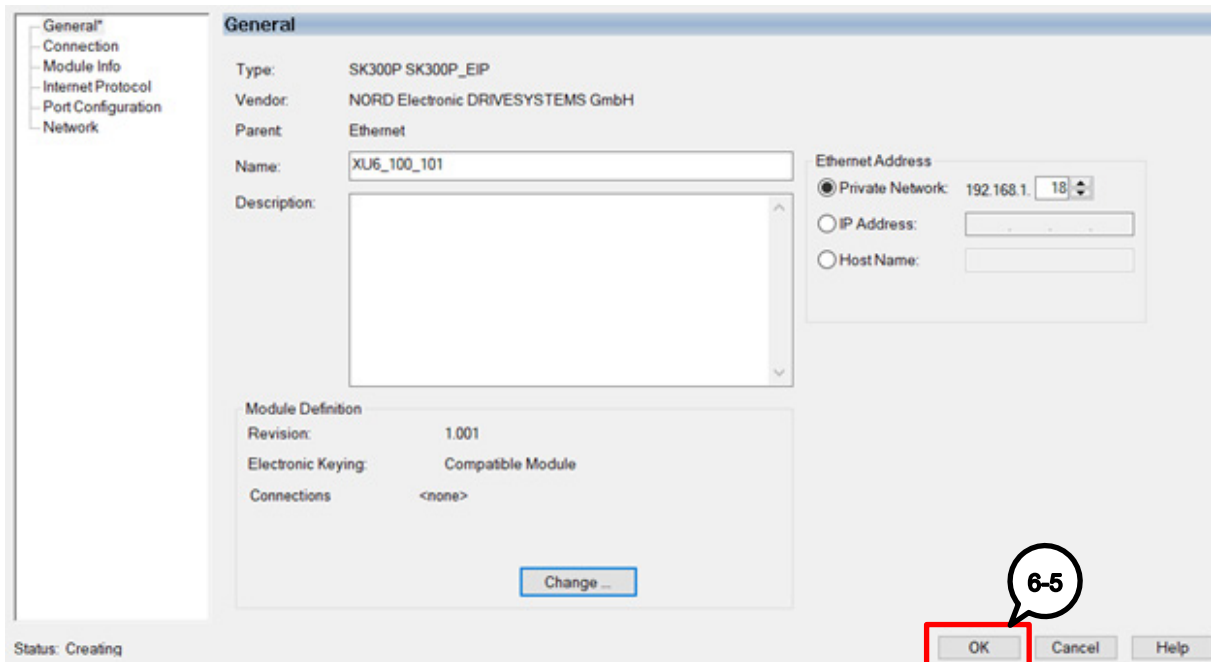 General*
Connection
Module Info
Internet Protocol
Port Configuration
Network
General
Type: SK300P SK300P_EIP
Vendor: NORD Electronic DRIVESYSTEMS GmbH
Parent: Ethernet
Name: XU6_100_101
Description:
Ethernet Address
Private Network: 192.168.1. 18
IP Address:
Host Name:
Module Definition
Revision: 1.001
Electronic Keying: Compatible Module
Connections <none>
Change ...
6-5
Status: Creating
OK Cancel Help